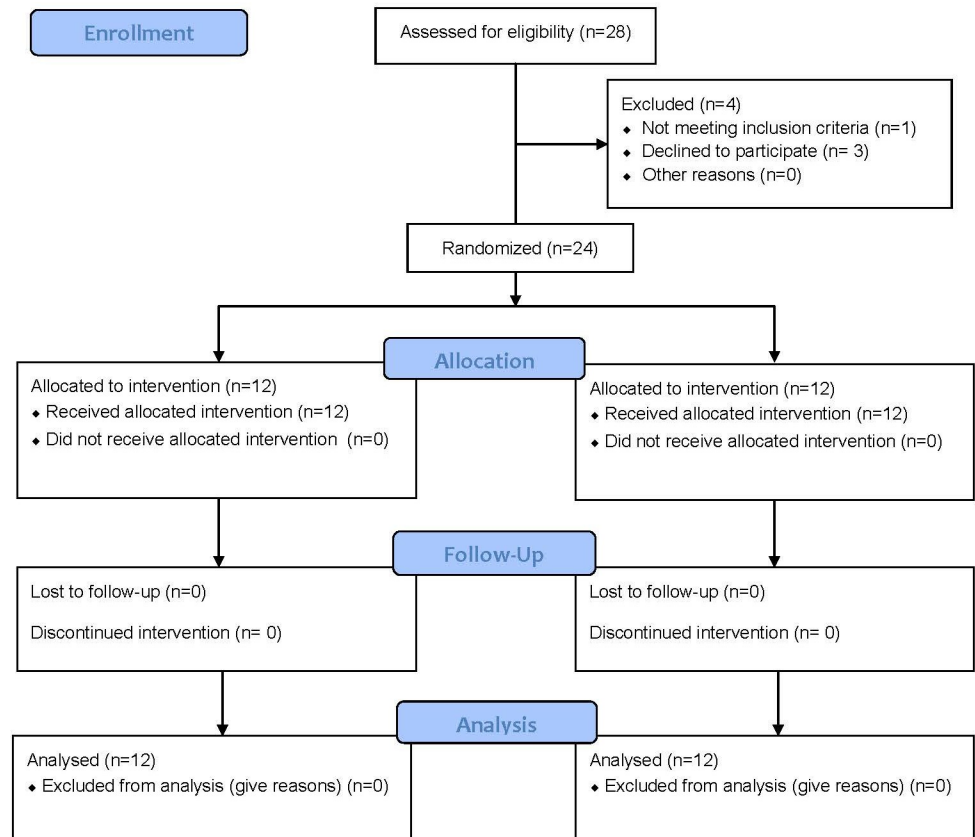 Enrollment
Assessed for eligibility (n=28)
Excluded (n=4)
◆ Not meeting inclusion criteria (n=1)
◆ Declined to participate (n= 3)
◆ Other reasons (n=0)
Randomized (n=24)
Allocation
Allocated to intervention (n=12)
◆ Received allocated intervention (n=12)
◆ Did not receive allocated intervention (n=0)
Allocated to intervention (n=12)
◆ Received allocated intervention (n=12)
◆ Did not receive allocated intervention (n=0)
Follow-Up
Lost to follow-up (n=0)
Discontinued intervention (n= 0)
Lost to follow-up (n=0)
Discontinued intervention (n= 0)
Analysis
Analysed (n=12)
◆ Excluded from analysis (give reasons) (n=0)
Analysed (n=12)
◆ Excluded from analysis (give reasons) (n=0)